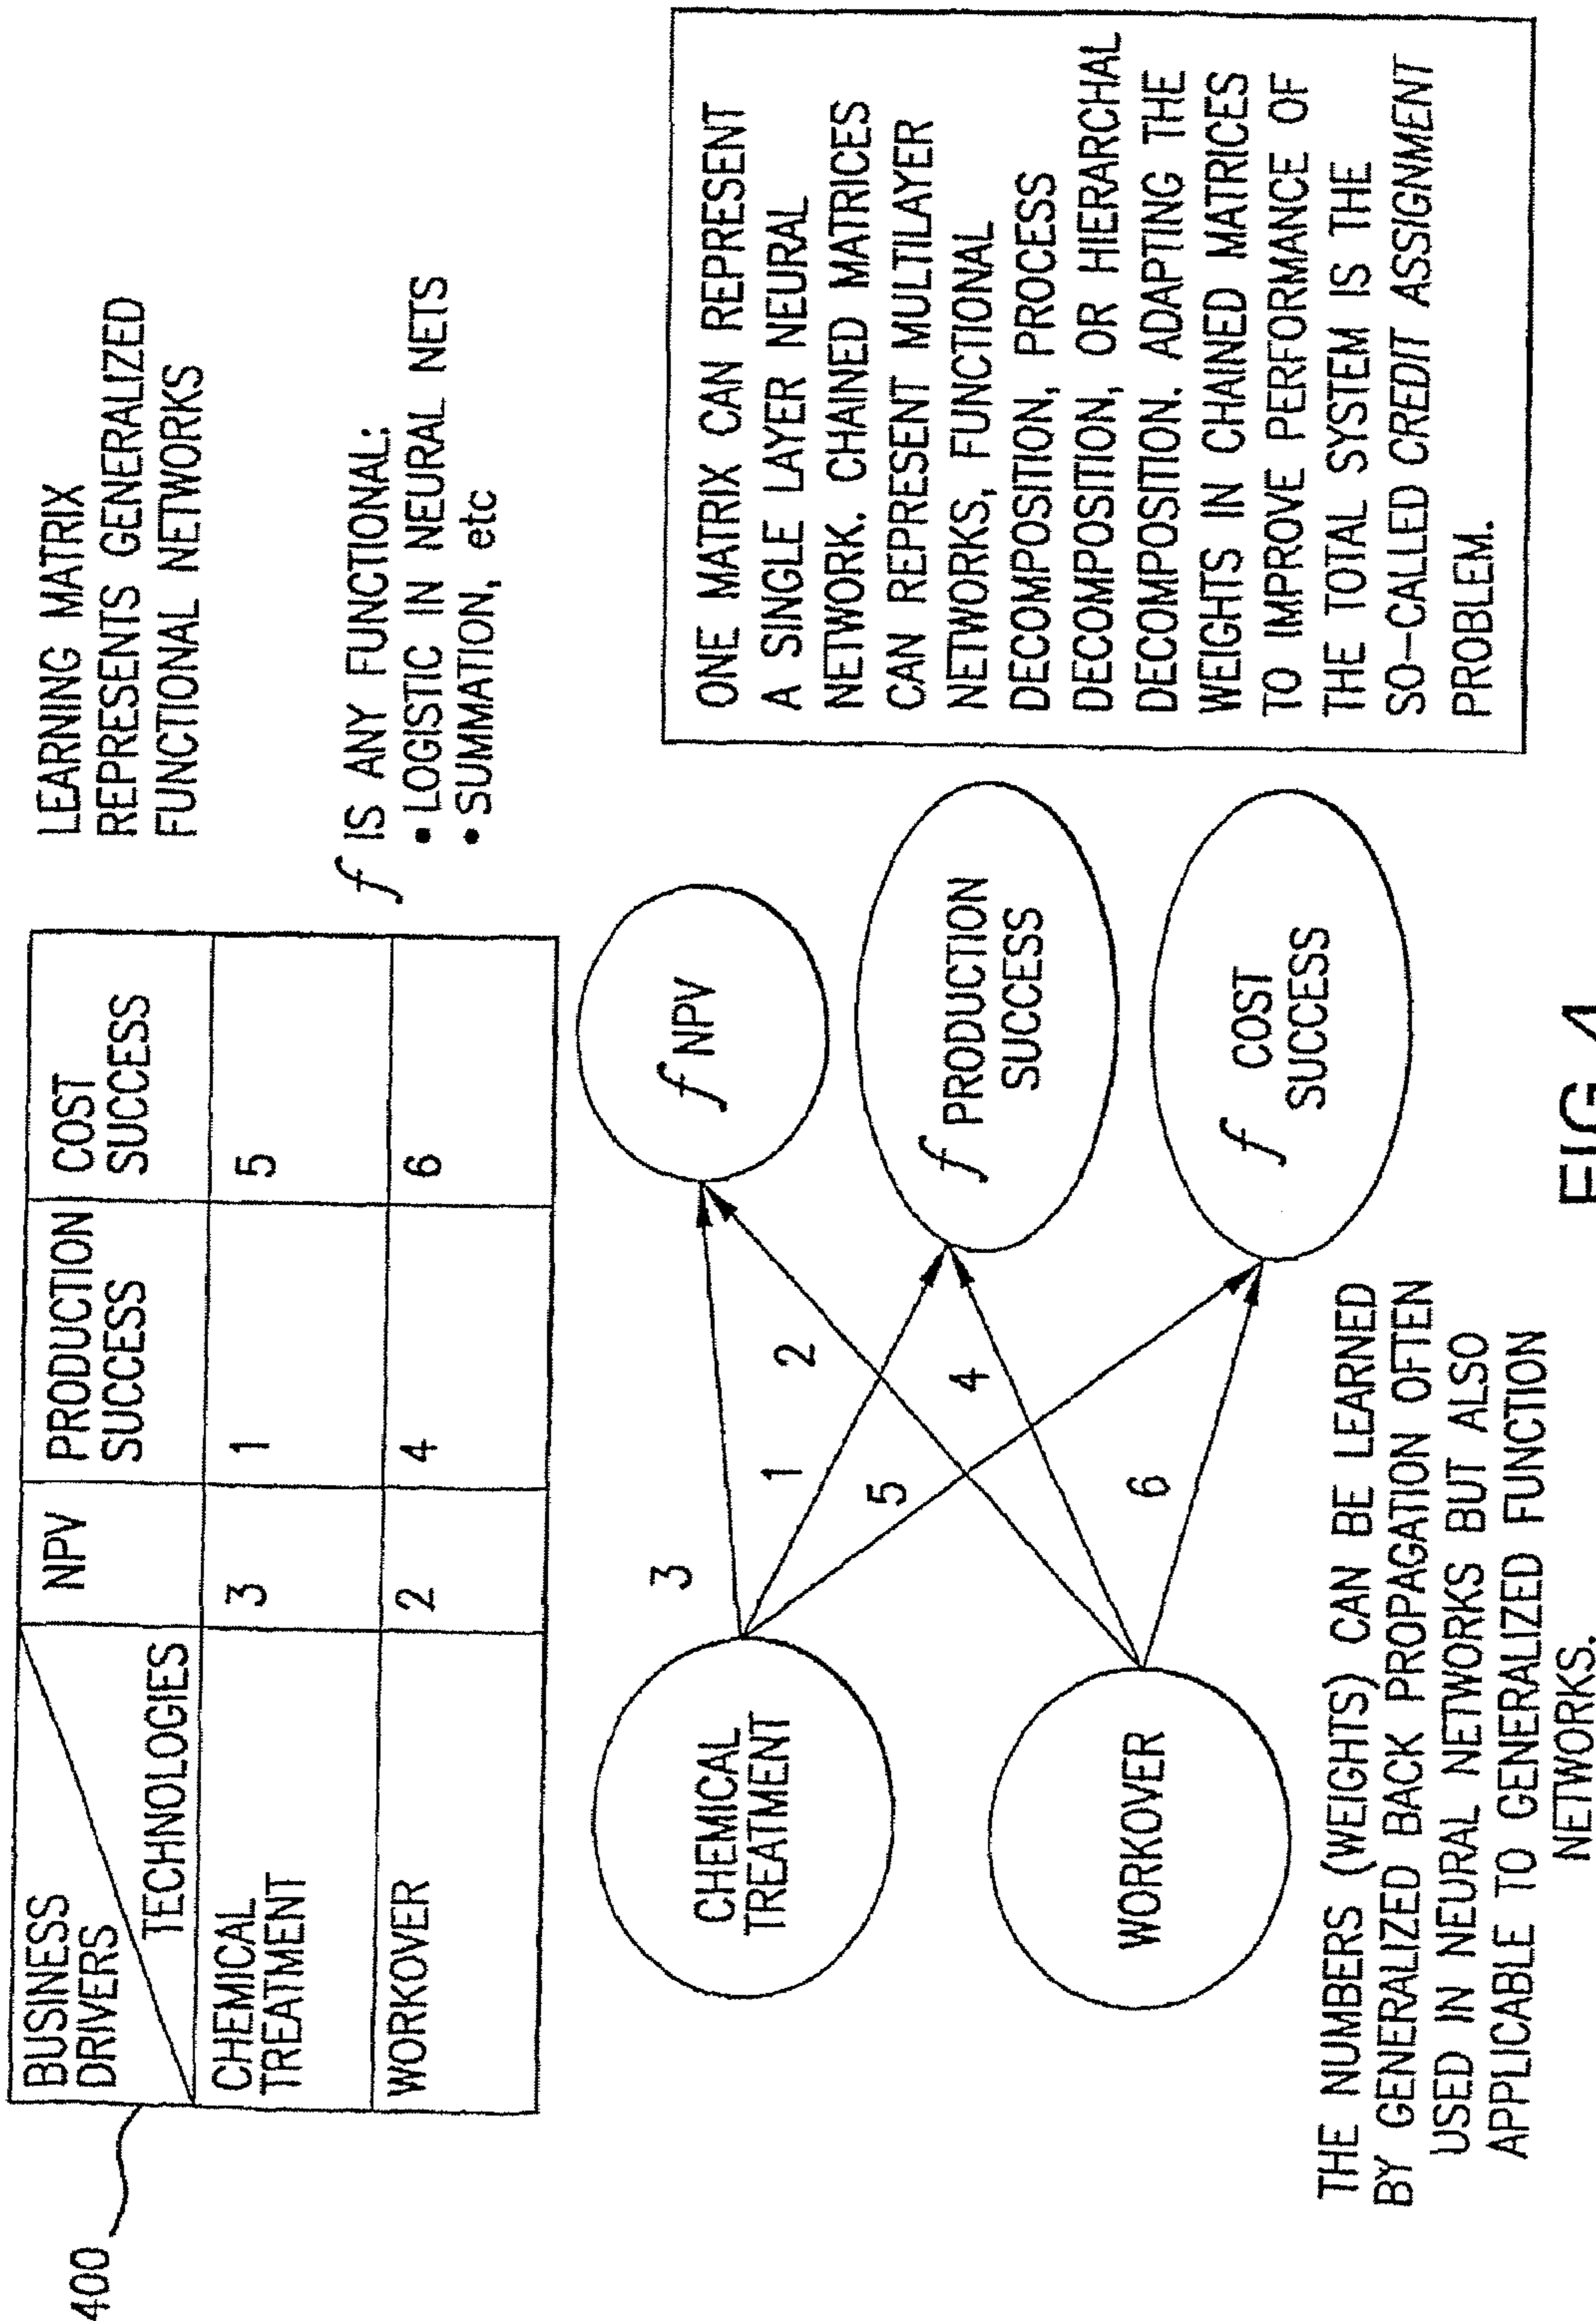 400
BUSINESS
DRIVERS
TECHNOLOGIES
NPV
PRODUCTION
SUCCESS
COST
SUCCESS
CHEMICAL
TREATMENT
3
1
5
WORKOVER
2
4
6
LEARNING MATRIX
REPRESENTS GENERALIZED
FUNCTIONAL NETWORKS
f IS ANY FUNCTIONAL:
• LOGISTIC IN NEURAL NETS
• SUMMATION, etc
CHEMICAL
TREATMENT
WORKOVER
3
1
2
5
4
6
f NPV
f PRODUCTION
SUCCESS
f COST
SUCCESS
ONE MATRIX CAN REPRESENT
A SINGLE LAYER NEURAL
NETWORK. CHAINED MATRICES
CAN REPRESENT MULTILAYER
NETWORKS, FUNCTIONAL
DECOMPOSITION, PROCESS
DECOMPOSITION, OR HIERARCHAL
DECOMPOSITION. ADAPTING THE
WEIGHTS IN CHAINED MATRICES
TO IMPROVE PERFORMANCE OF
THE TOTAL SYSTEM IS THE
SO-CALLED CREDIT ASSIGNMENT
PROBLEM.
THE NUMBERS (WEIGHTS) CAN BE LEARNED
BY GENERALIZED BACK PROPAGATION OFTEN
USED IN NEURAL NETWORKS BUT ALSO
APPLICABLE TO GENERALIZED FUNCTION
NETWORKS.
FIG. 4